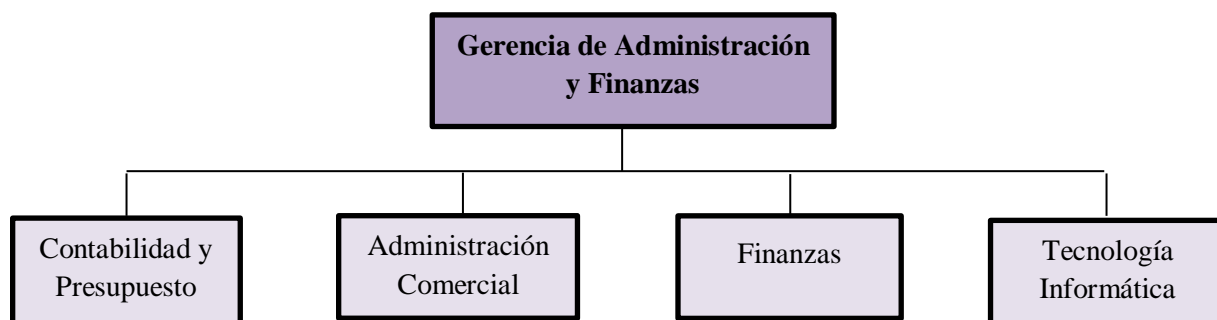 Gerencia de Administración
y Finanzas
Contabilidad y
Presupuesto
Administración
Comercial
Finanzas
Tecnología
Informática